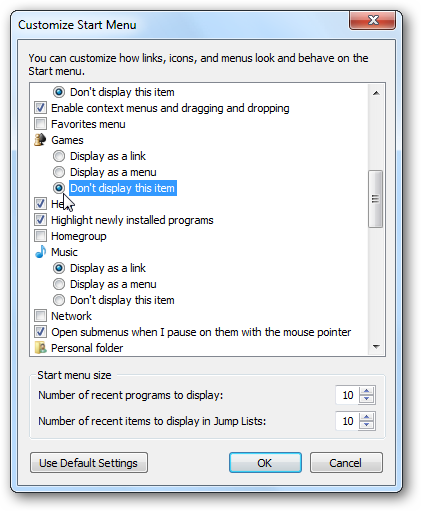 Customize Start Menu
You can customize how links, icons, and menus look and behave on the
Start menu.
Don't display this item
Enable context menus and dragging and dropping
Favorites menu
Games
Display as a link
Display as a menu
Don't display this item
Highlight newly installed programs
Homegroup
Music
Display as a link
Display as a menu
Don't display this item
Network
Open submenus when I pause on them with the mouse pointer
Personal folder
Start menu size
Number of recent programs to display: 10
Number of recent items to display in Jump Lists: 10
Use Default Settings OK Cancel